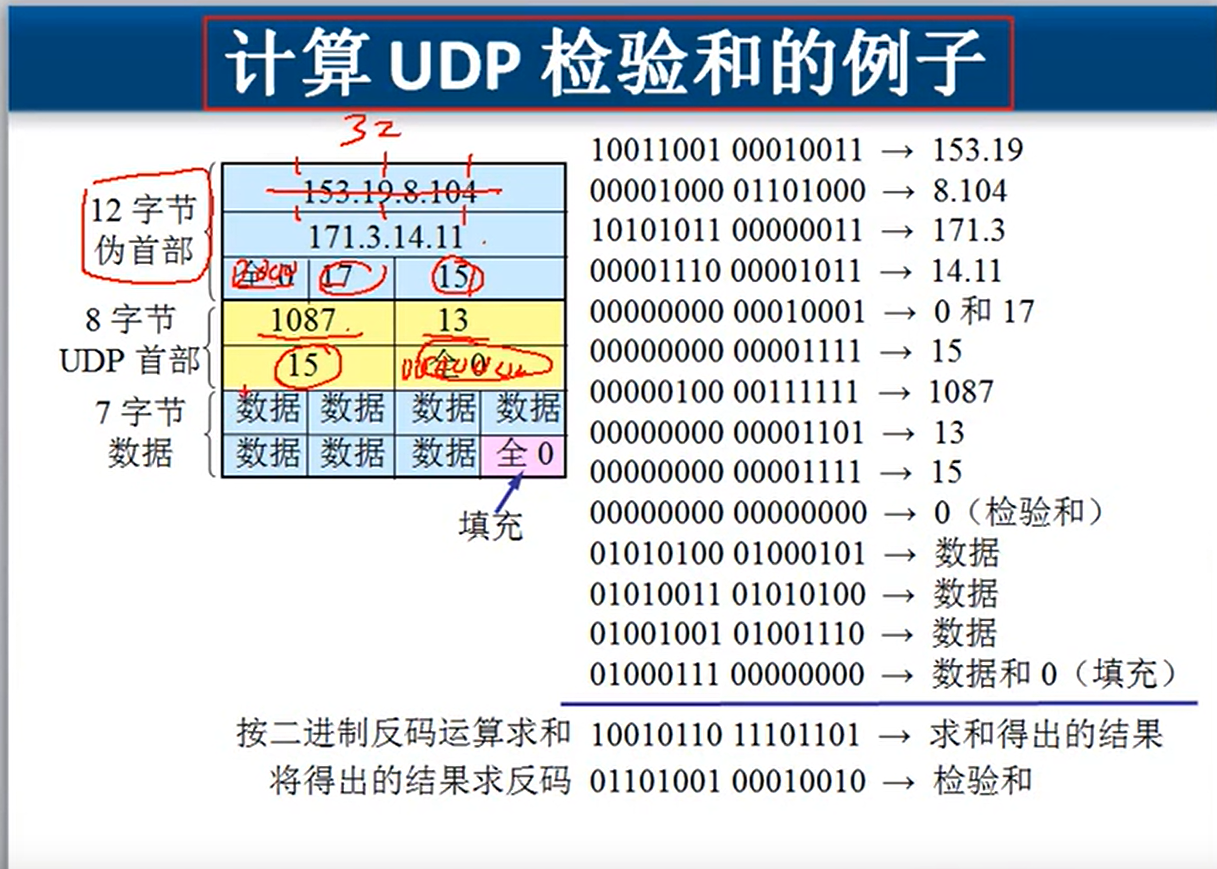 计算 UDP 检验和的例子
32
12 字节
伪首部
153.19.8.104
171.3.14.11
全 0 17 15
8 字节
UDP 首部
1087 13
15 全 0
7 字节
数据
数据 数据 数据 数据
数据 数据 数据 全 0
填充
10011001 00010011 → 153.19
00001000 01101000 → 8.104
10101011 00000011 → 171.3
00001110 00001011 → 14.11
00000000 00010001 → 0 和 17
00000000 00001111 → 15
00000100 00111111 → 1087
00000000 00001101 → 13
00000000 00001111 → 15
00000000 00000000 → 0（检验和）
01010100 01000101 → 数据
01010011 01010100 → 数据
01001001 01001110 → 数据
01000111 00000000 → 数据和 0（填充）
按二进制反码运算求和 10010110 11101101 → 求和得出的结果
将得出的结果求反码 01101001 00010010 → 检验和